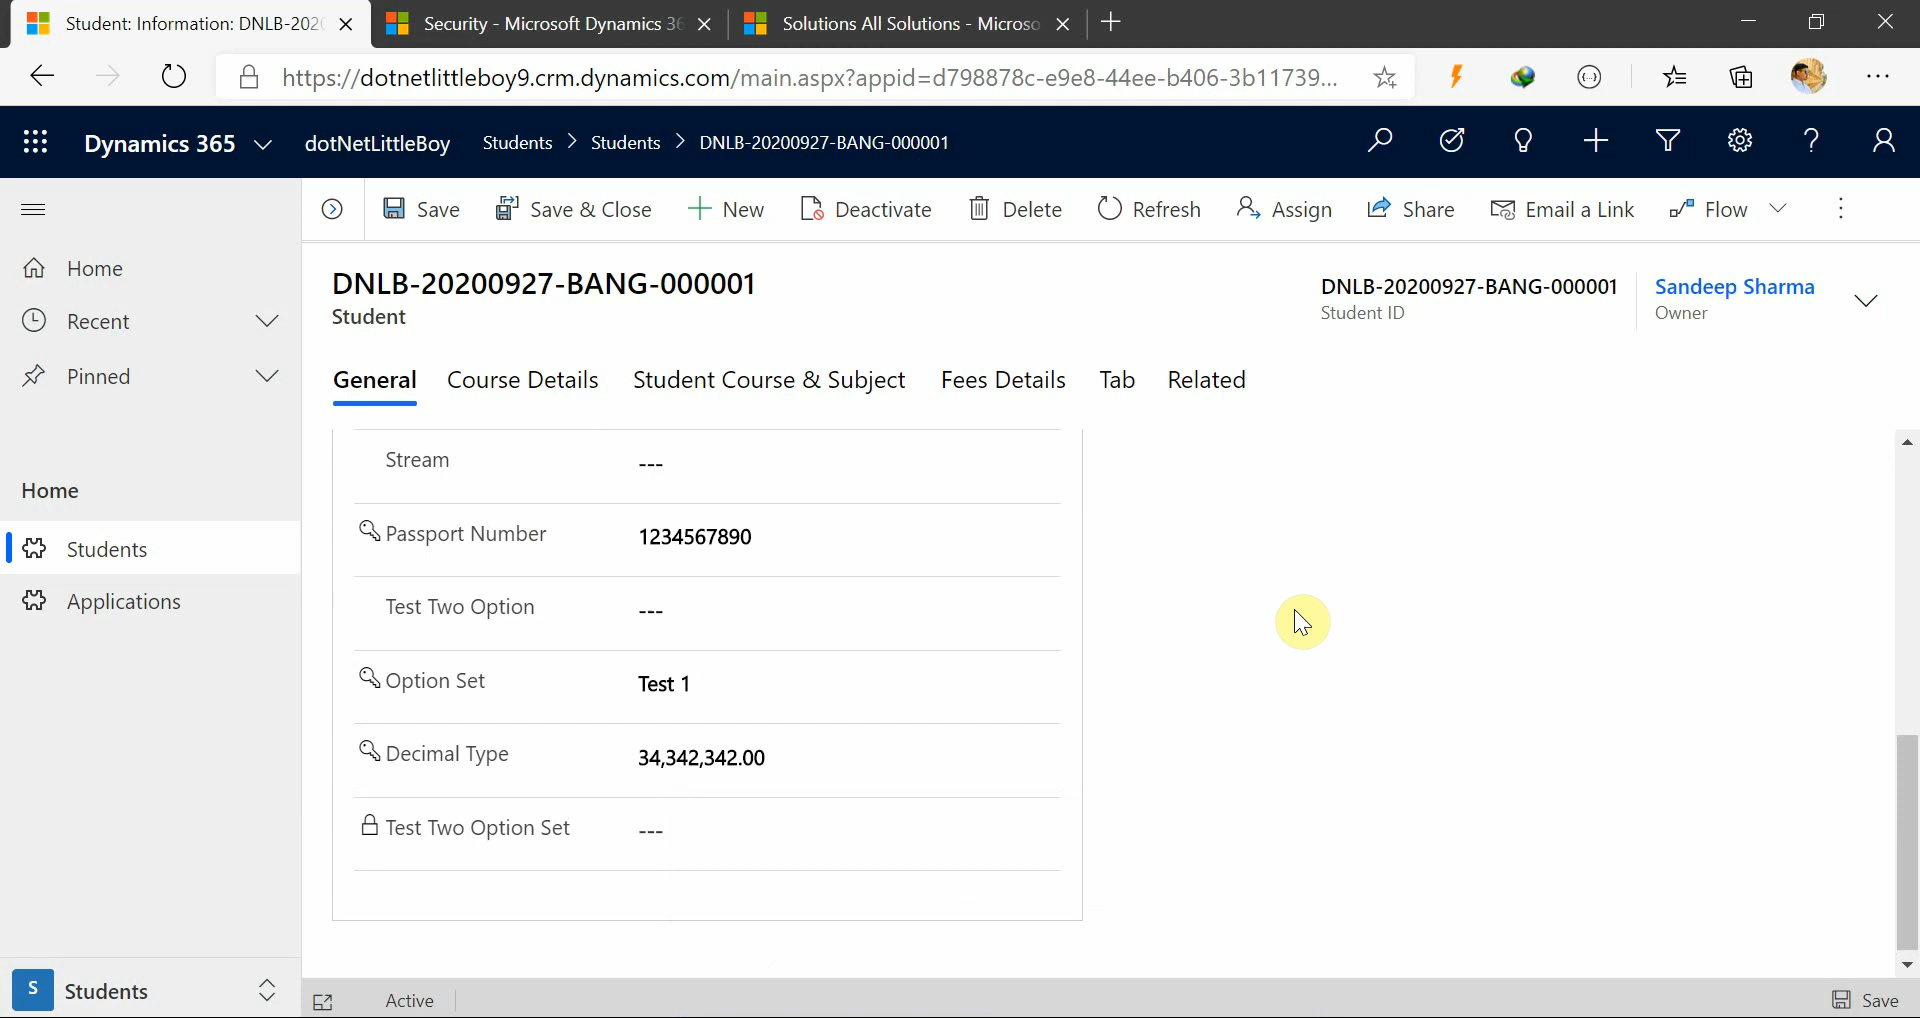 Student: Information: DNLB-202
Security - Microsoft Dynamics 36
Solutions All Solutions - Microso
https://dotnetlittleboy9.crm.dynamics.com/main.aspx?appid=d798878c-e9e8-44ee-b406-3b11739...
Dynamics 365
dotNetLittleBoy
Students > Students > DNLB-20200927-BANG-000001
Save
Save & Close
New
Deactivate
Delete
Refresh
Assign
Share
Email a Link
Flow
Home
Recent
Pinned
Home
Students
Applications
S Students
DNLB-20200927-BANG-000001
Student
DNLB-20200927-BANG-000001
Student ID
Sandeep Sharma
Owner
General
Course Details
Student Course & Subject
Fees Details
Tab
Related
Stream ---
Passport Number 1234567890
Test Two Option ---
Option Set Test 1
Decimal Type 34,342,342.00
Test Two Option Set ---
Active
Save